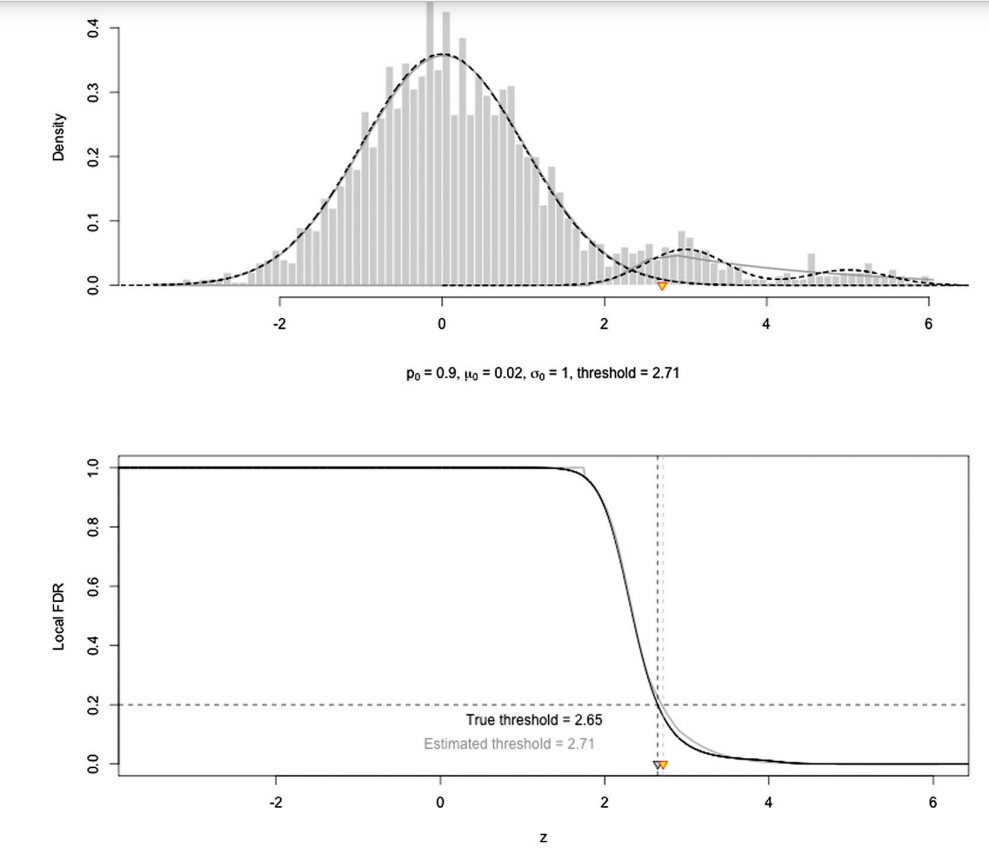 Density
0.4
0.3
0.2
0.1
0.0
-2 0 2 4 6
p₀ = 0.9, μ₀ = 0.02, σ₀ = 1, threshold = 2.71
Local FDR
1.0
0.8
0.6
0.4
0.2
0.0
True threshold = 2.65
Estimated threshold = 2.71
-2 0 2 4 6
z